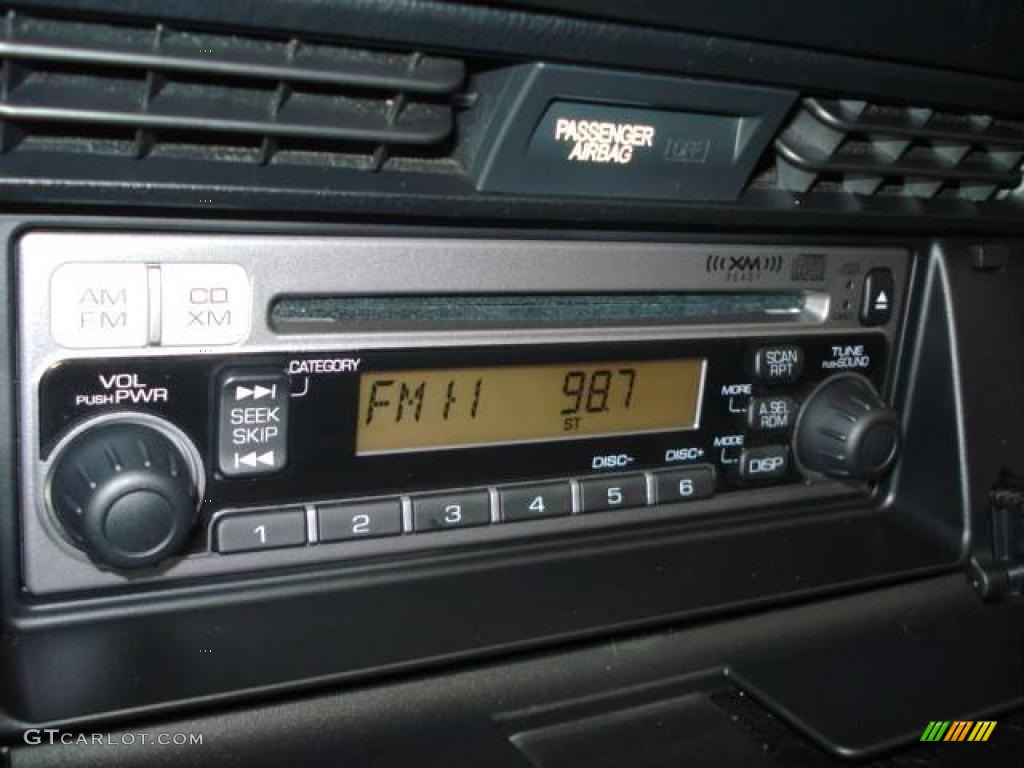 PASSENGER
AIRBAG
OFF
(((XM)))
READY
AM
FM
CD
XM
CATEGORY
SCAN
RPT
TUNE
PUSH SOUND
VOL
PUSH PWR
SEEK
SKIP
FM II 98.7
ST
MORE
A.SEL
RDM
MODE
DISP
DISC-
DISC+
1
2
3
4
5
6
GTCARLOT.COM